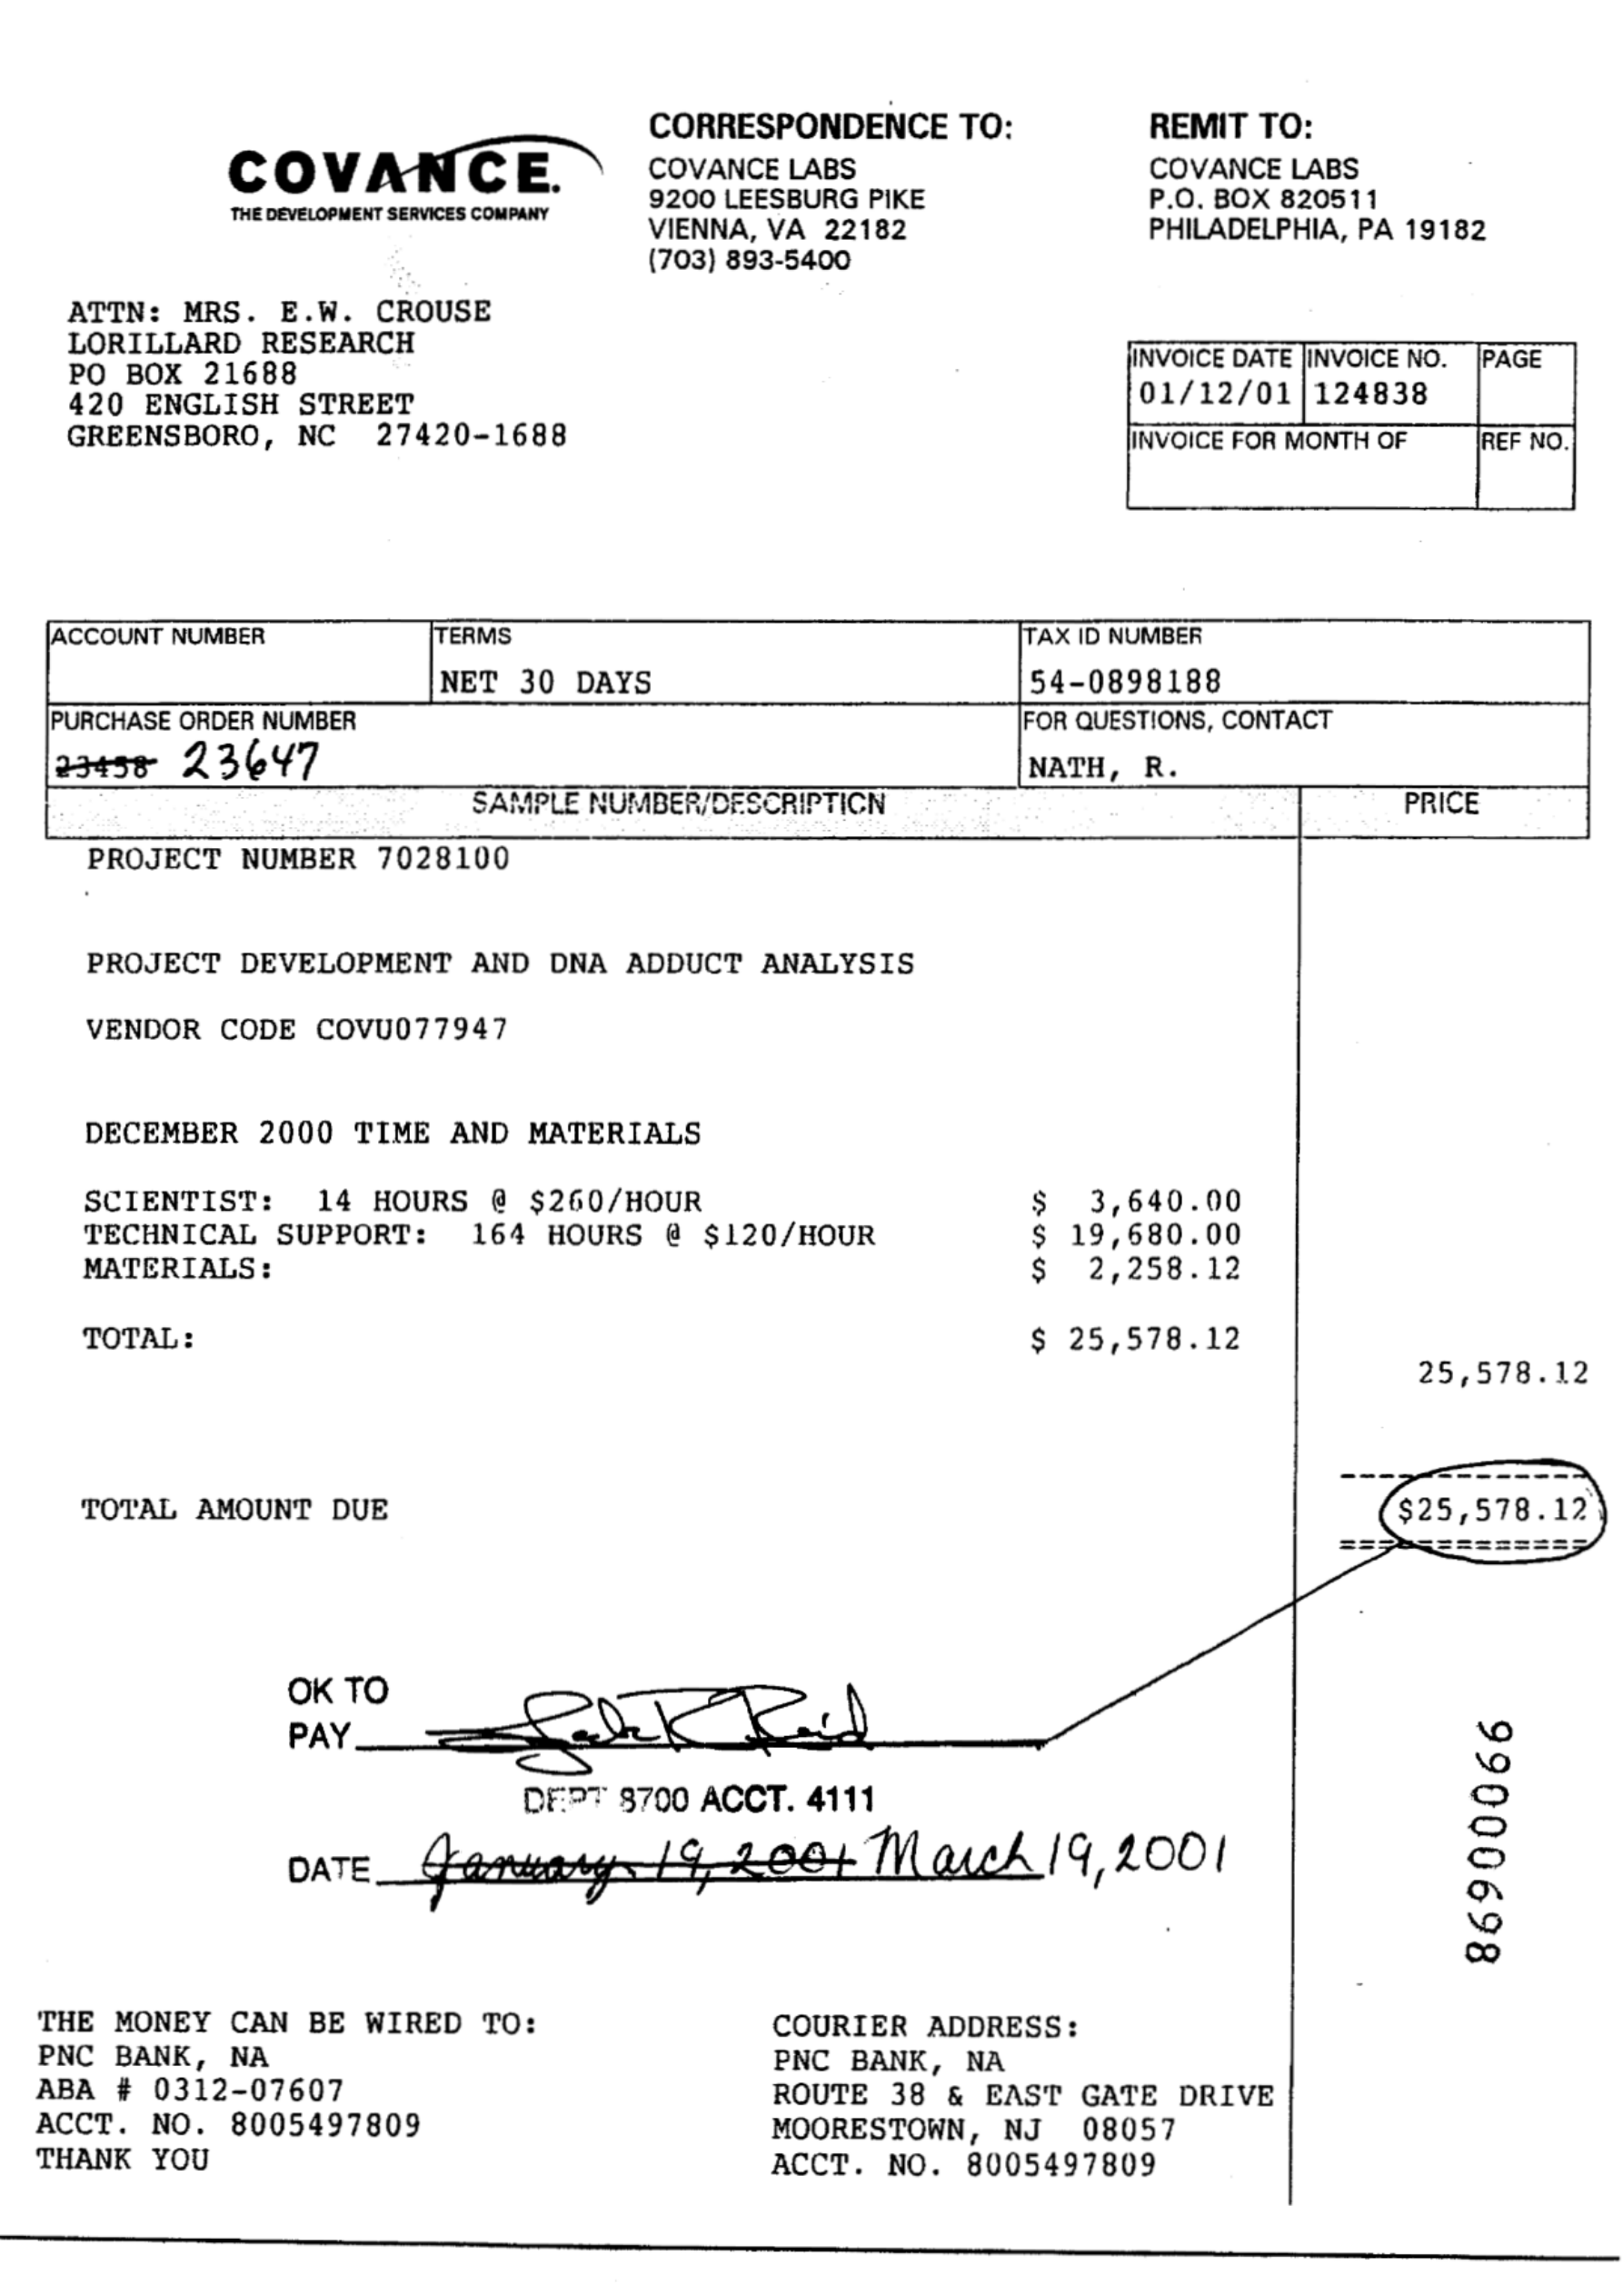 COVANCE.
THE DEVELOPMENT SERVICES COMPANY
CORRESPONDENCE TO:
COVANCE LABS
9200 LEESBURG PIKE
VIENNA, VA 22182
(703) 893-5400
REMIT TO:
COVANCE LABS
P.O. BOX 820511
PHILADELPHIA, PA 19182
ATTN: MRS. E.W. CROUSE
LORILLARD RESEARCH
PO BOX 21688
420 ENGLISH STREET
GREENSBORO, NC 27420-1688
INVOICE DATE INVOICE NO. PAGE
01/12/01 124838
INVOICE FOR MONTH OF REF NO.
ACCOUNT NUMBER TERMS TAX ID NUMBER
NET 30 DAYS 54-0898188
PURCHASE ORDER NUMBER FOR QUESTIONS, CONTACT
23458 23647 NATH, R.
SAMPLE NUMBER/DESCRIPTION PRICE
PROJECT NUMBER 7028100
PROJECT DEVELOPMENT AND DNA ADDUCT ANALYSIS
VENDOR CODE COVU077947
DECEMBER 2000 TIME AND MATERIALS
SCIENTIST: 14 HOURS @ $260/HOUR $ 3,640.00
TECHNICAL SUPPORT: 164 HOURS @ $120/HOUR $ 19,680.00
MATERIALS: $ 2,258.12
TOTAL: $ 25,578.12
25,578.12
TOTAL AMOUNT DUE $25,578.12
OK TO
PAY
DEPT 8700 ACCT. 4111
DATE January 19, 2001 March 19, 2001
86900066
THE MONEY CAN BE WIRED TO:
PNC BANK, NA
ABA # 0312-07607
ACCT. NO. 8005497809
THANK YOU
COURIER ADDRESS:
PNC BANK, NA
ROUTE 38 & EAST GATE DRIVE
MOORESTOWN, NJ 08057
ACCT. NO. 8005497809